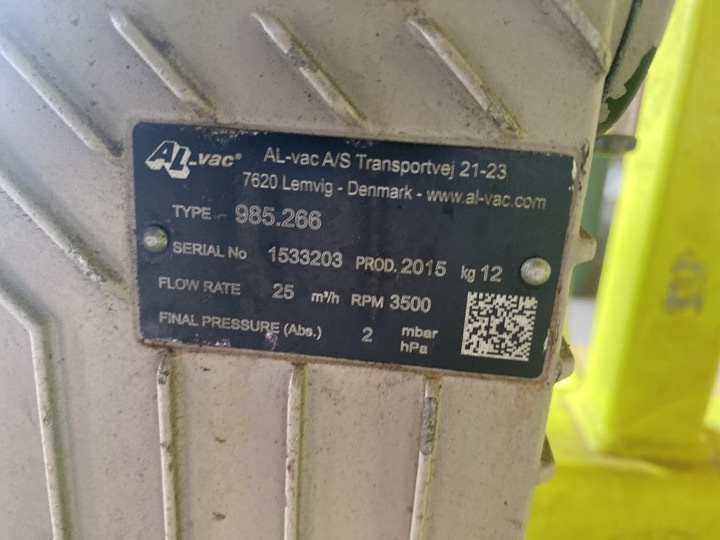 AL-vac® AL-vac A/S Transportvej 21-23
7620 Lemvig - Denmark - www.al-vac.com
TYPE - 985.266
SERIAL No 1533203 PROD. 2015 kg 12
FLOW RATE 25 m³/h RPM 3500
FINAL PRESSURE (Abs.) 2 mbar
hPa